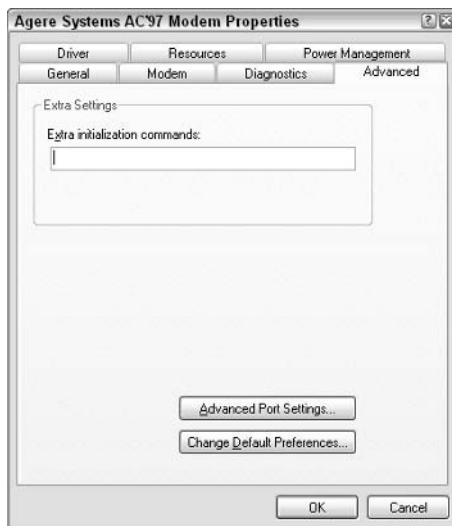 Agere Systems AC'97 Modem Properties
Driver Resources Power Management
General Modem Diagnostics Advanced
Extra Settings
Extra initialization commands:
Advanced Port Settings...
Change Default Preferences...
OK Cancel